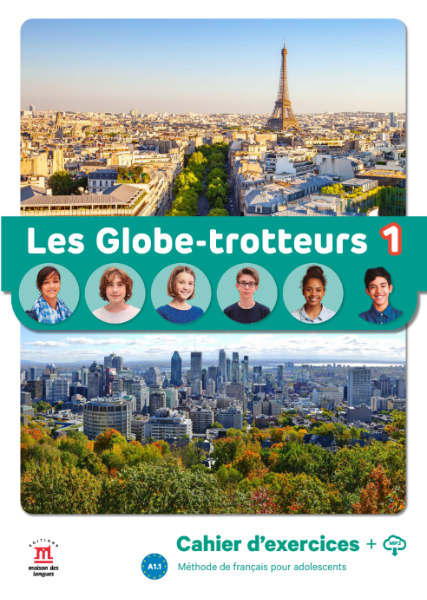 Les Globe-trotteurs 1
Cahier d'exercices + MP3
ÉDITIONS
maison des
langues
A1.1
Méthode de français pour adolescents